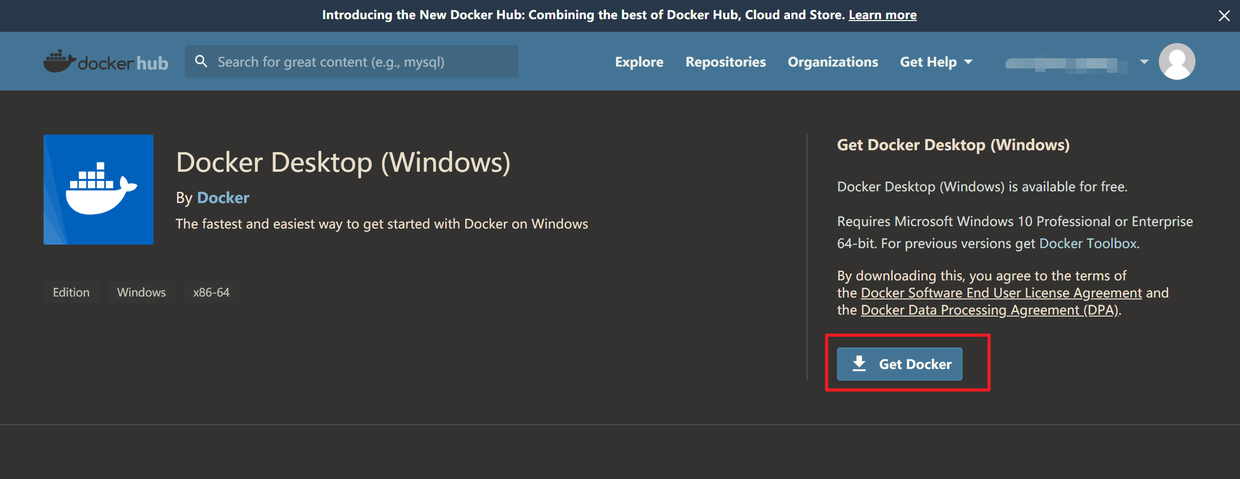 Introducing the New Docker Hub: Combining the best of Docker Hub, Cloud and Store. Learn more
docker hub
Search for great content (e.g., mysql)
Explore
Repositories
Organizations
Get Help
Docker Desktop (Windows)
By Docker
The fastest and easiest way to get started with Docker on Windows
Edition
Windows
x86-64
Get Docker Desktop (Windows)
Docker Desktop (Windows) is available for free.
Requires Microsoft Windows 10 Professional or Enterprise
64-bit. For previous versions get Docker Toolbox.
By downloading this, you agree to the terms of
the Docker Software End User License Agreement and
the Docker Data Processing Agreement (DPA).
Get Docker